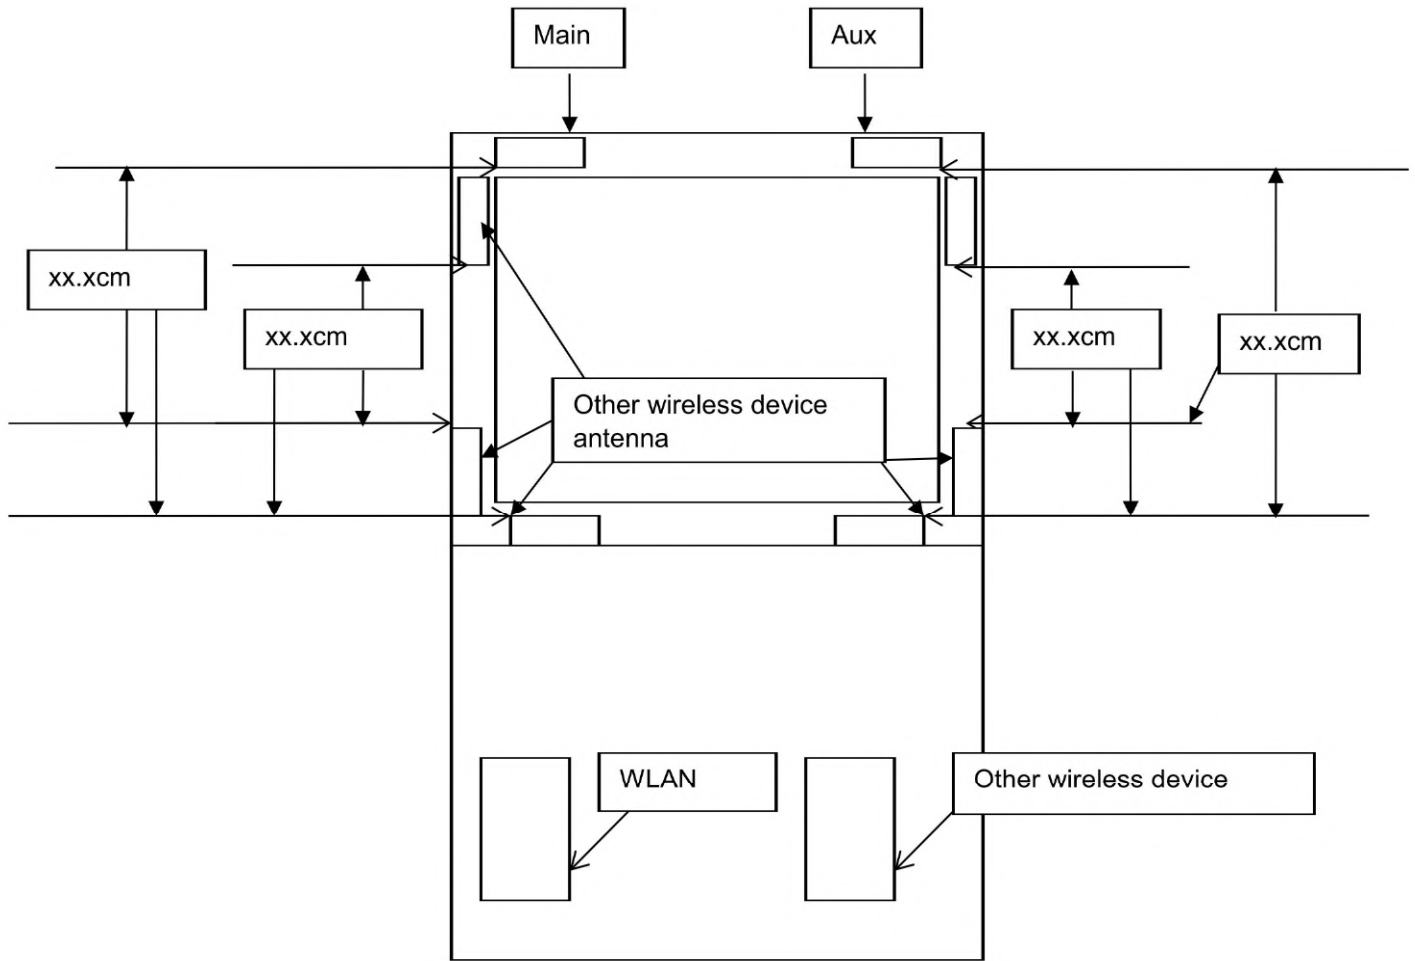 Main
Aux
xx.xcm
xx.xcm
xx.xcm
xx.xcm
Other wireless device
antenna
WLAN
Other wireless device